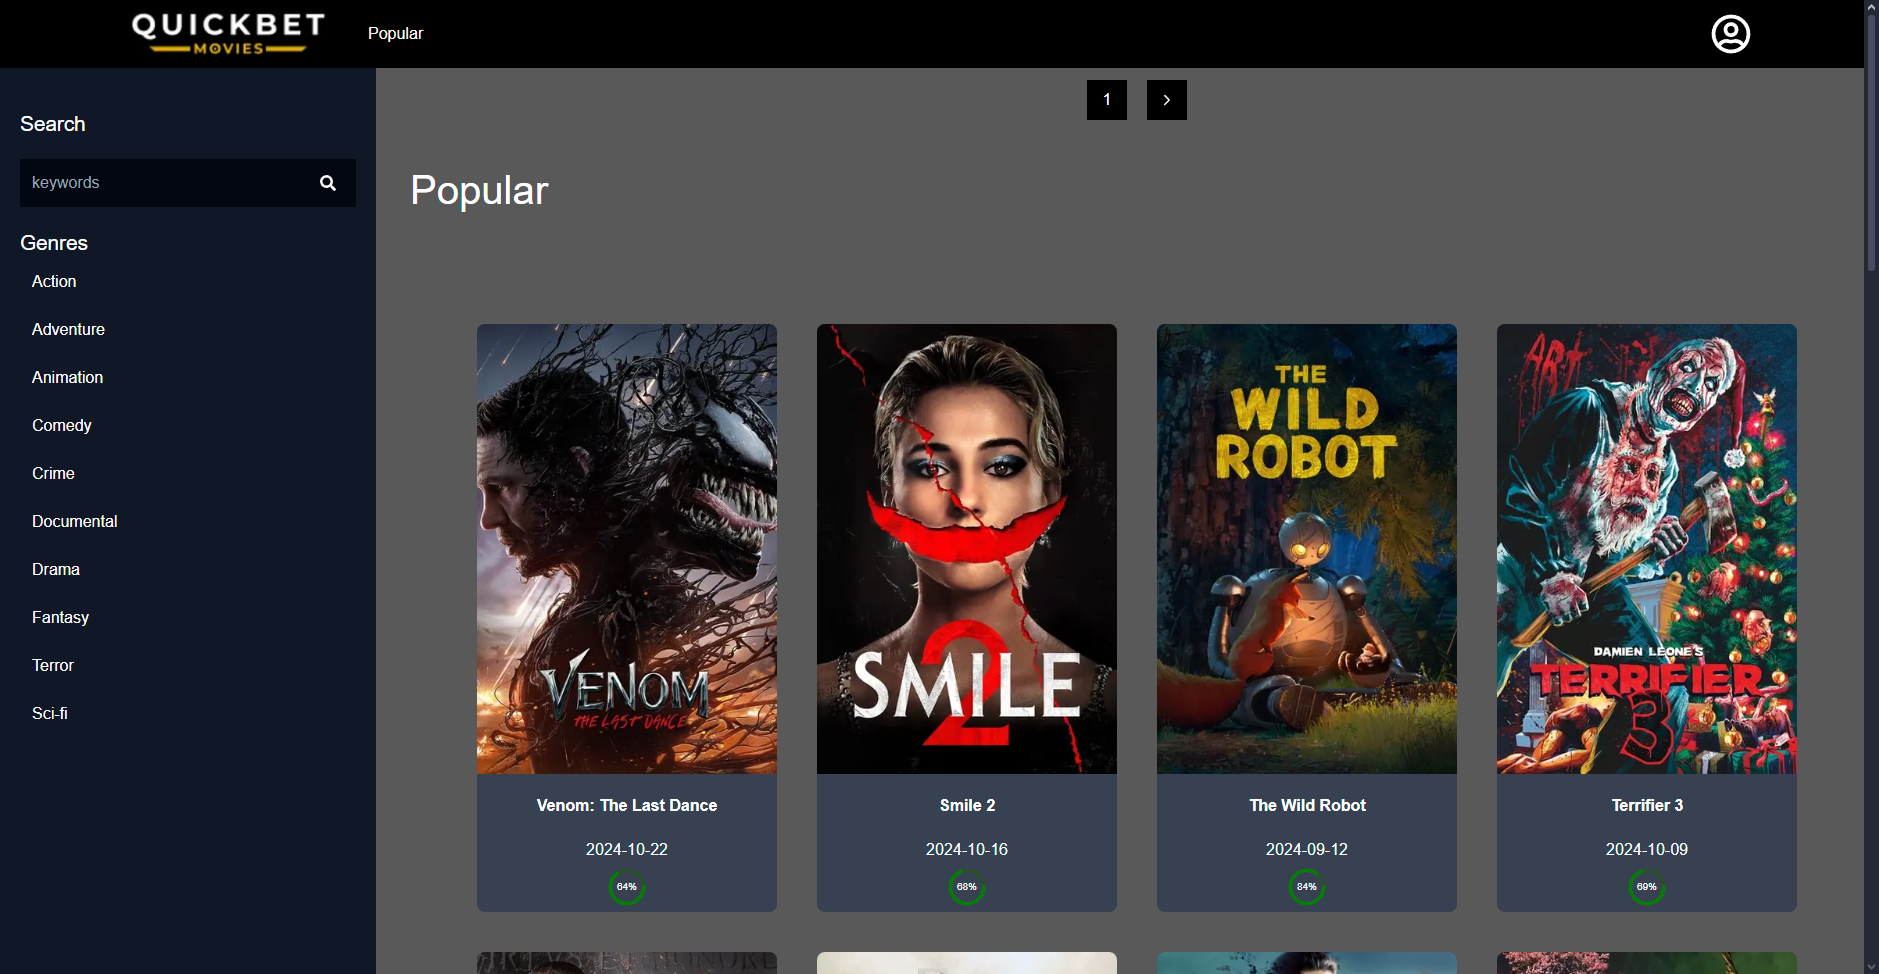 QUICKBET
MOVIES
Popular
Search
keywords
Genres
Action
Adventure
Animation
Comedy
Crime
Documental
Drama
Fantasy
Terror
Sci-fi
1
Popular
VENOM
THE LAST DANCE
Venom: The Last Dance
2024-10-22
64%
SMILE
2
Smile 2
2024-10-16
68%
THE
WILD
ROBOT
The Wild Robot
2024-09-12
84%
ART
DAMIEN LEONE'S
TERRIFIER
3
Terrifier 3
2024-10-09
69%